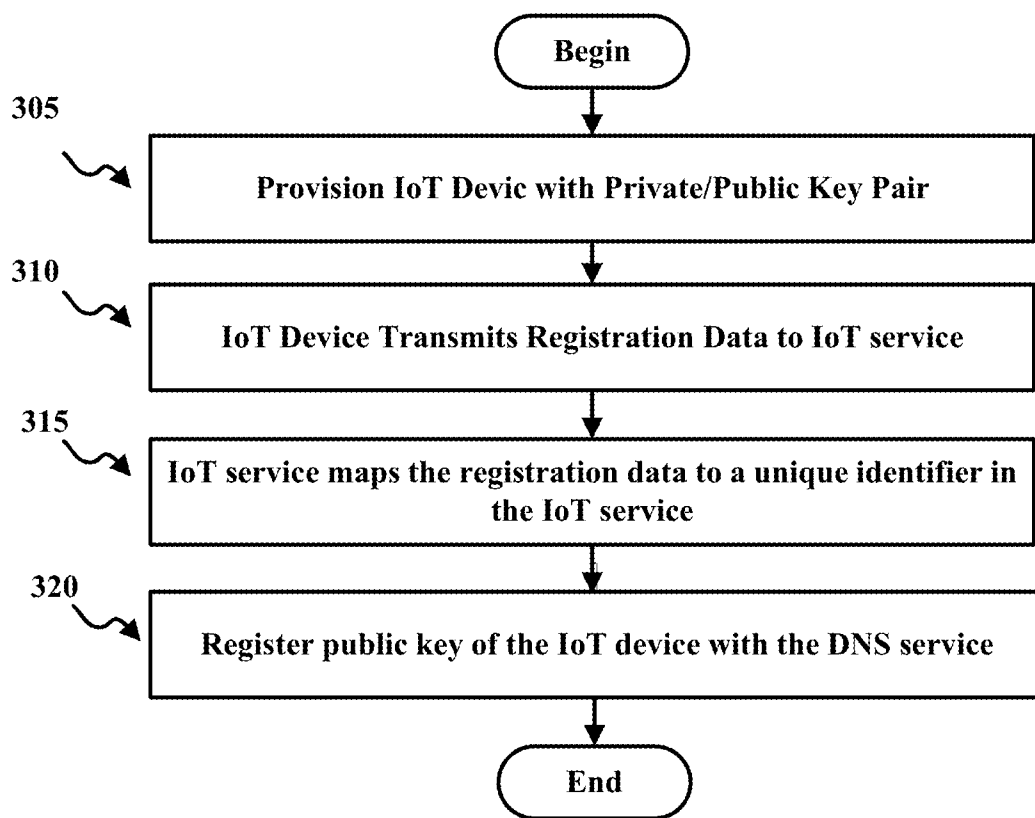 Begin
305
Provision IoT Devic with Private/Public Key Pair
310
IoT Device Transmits Registration Data to IoT service
315
IoT service maps the registration data to a unique identifier in
the IoT service
320
Register public key of the IoT device with the DNS service
End